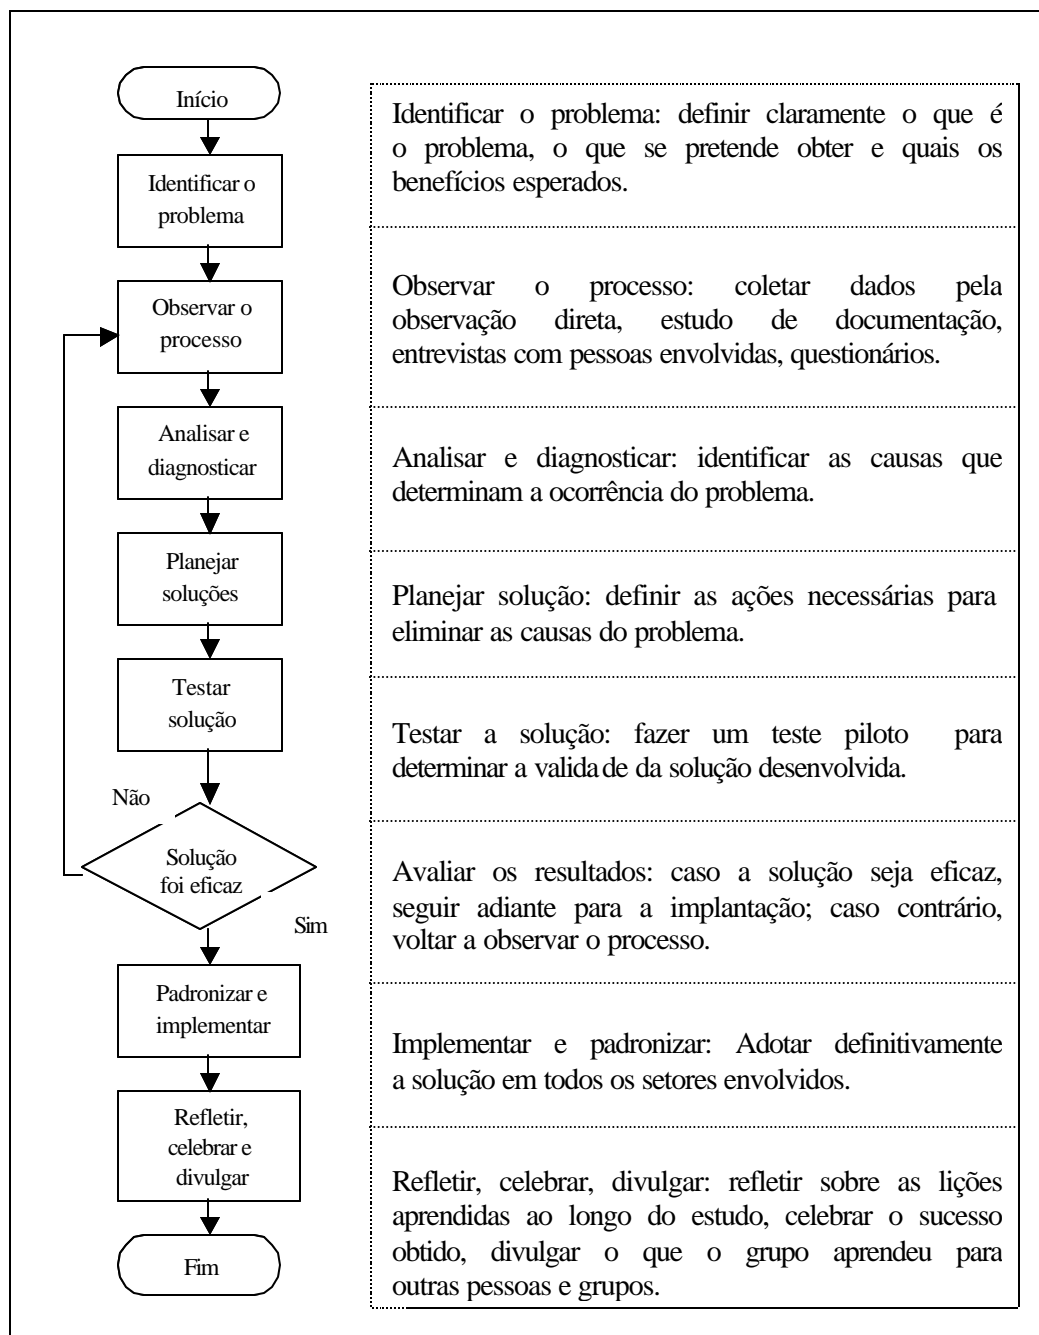 Início
Identificar o
problema
Observar o
processo
Analisar e
diagnosticar
Planejar
soluções
Testar
solução
Não
Solução
foi eficaz
Sim
Padronizar e
implementar
Refletir,
celebrar e
divulgar
Fim
Identificar o problema: definir claramente o que é
o problema, o que se pretende obter e quais os
benefícios esperados.
Observar o processo: coletar dados pela
observação direta, estudo de documentação,
entrevistas com pessoas envolvidas, questionários.
Analisar e diagnosticar: identificar as causas que
determinam a ocorrência do problema.
Planejar solução: definir as ações necessárias para
eliminar as causas do problema.
Testar a solução: fazer um teste piloto para
determinar a validade da solução desenvolvida.
Avaliar os resultados: caso a solução seja eficaz,
seguir adiante para a implantação; caso contrário,
voltar a observar o processo.
Implementar e padronizar: Adotar definitivamente
a solução em todos os setores envolvidos.
Refletir, celebrar, divulgar: refletir sobre as lições
aprendidas ao longo do estudo, celebrar o sucesso
obtido, divulgar o que o grupo aprendeu para
outras pessoas e grupos.